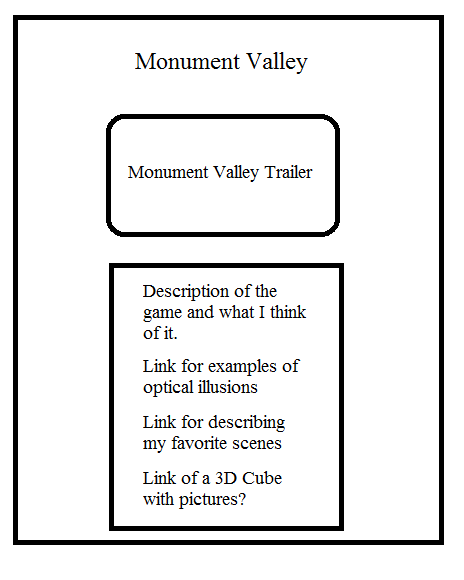 Monument Valley
Monument Valley Trailer
Description of the
game and what I think
of it.
Link for examples of
optical illusions
Link for describing
my favorite scenes
Link of a 3D Cube
with pictures?